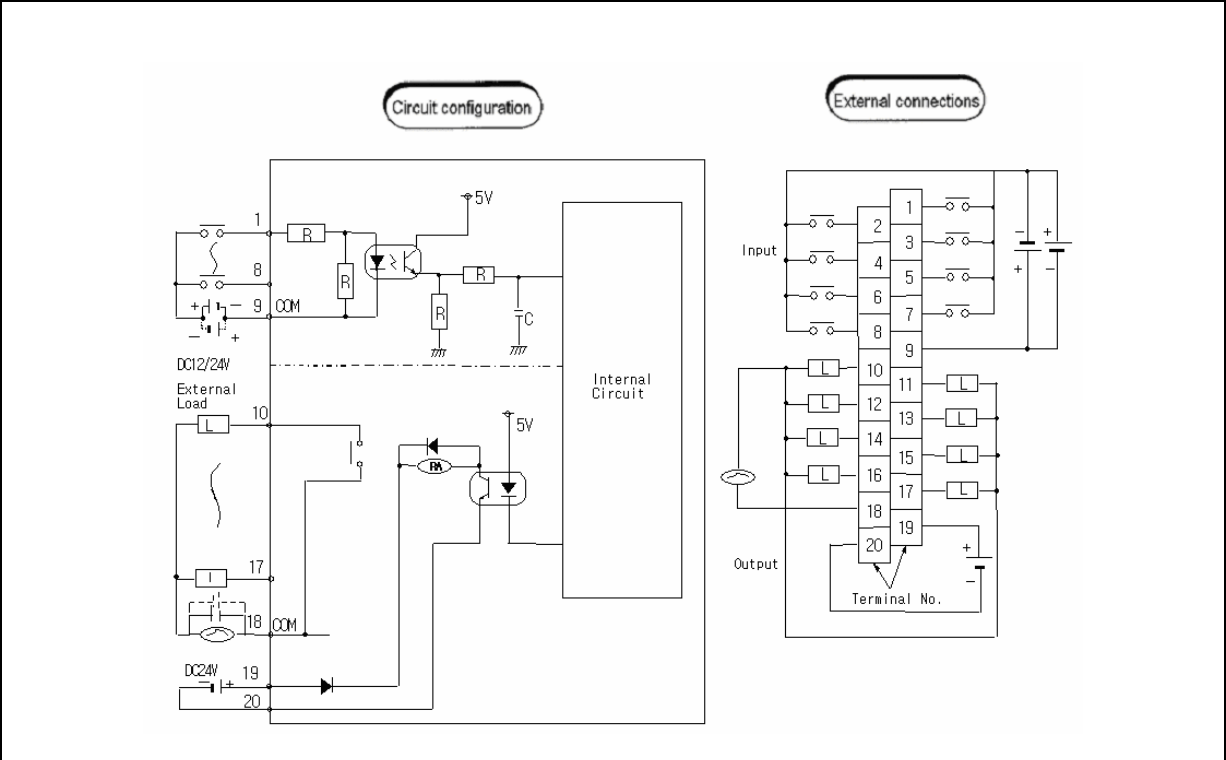 Circuit configuration
External connections
1
R
5V
8
R
R
9 COM
+ −
− +
R
C
DC12/24V
External
Load
10
L
Internal
Circuit
5V
RA
17
18 COM
DC24V
− +
19
20
Input
1
2
3
4
5
6
7
8
9
− +
+ −
10
L
11
L
12
L
13
L
14
L
15
L
16
L
17
L
18
19
20
+
−
Output
Terminal No.